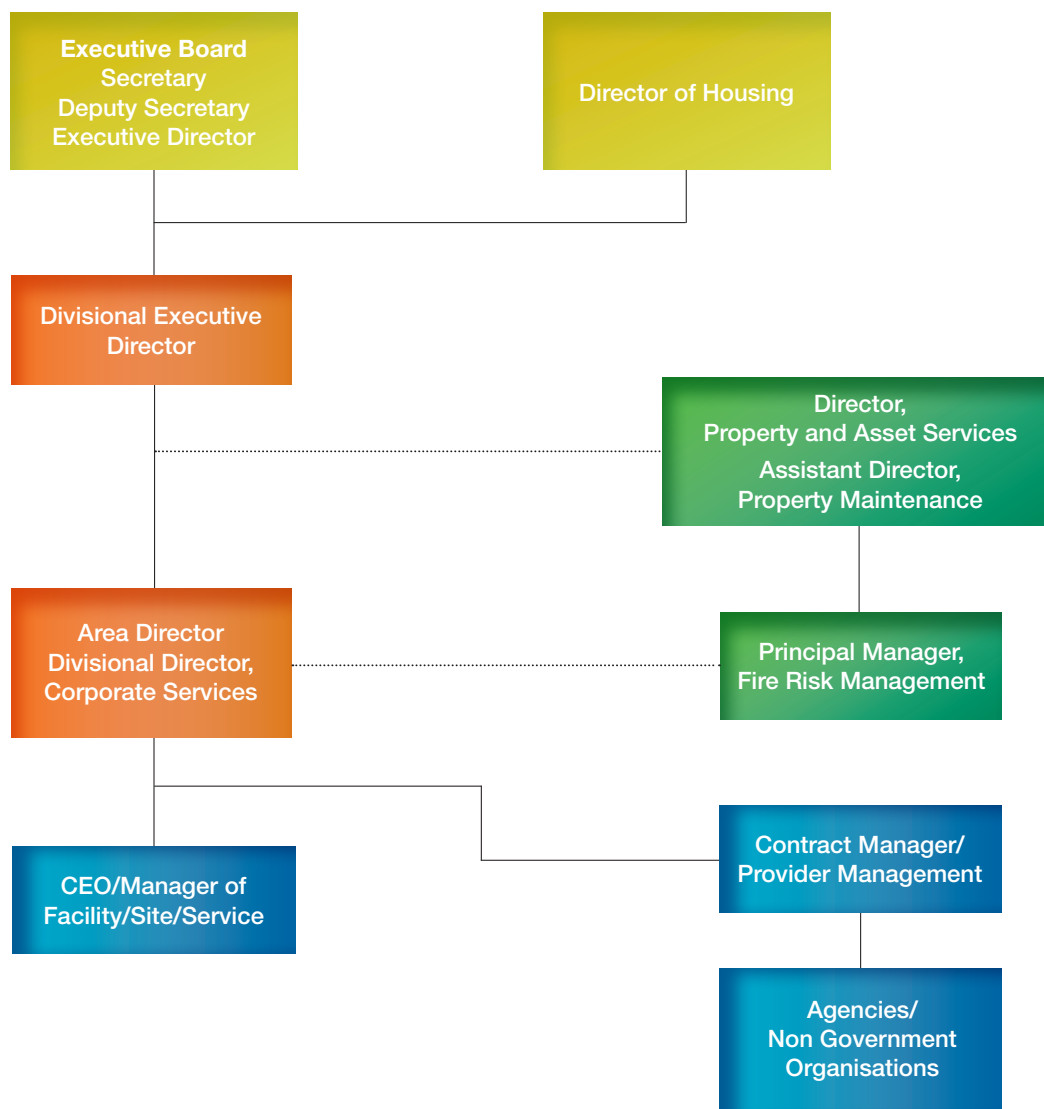 Executive Board
Secretary
Deputy Secretary
Executive Director
Director of Housing
Divisional Executive
Director
Director,
Property and Asset Services
Assistant Director,
Property Maintenance
Area Director
Divisional Director,
Corporate Services
Principal Manager,
Fire Risk Management
CEO/Manager of
Facility/Site/Service
Contract Manager/
Provider Management
Agencies/
Non Government
Organisations